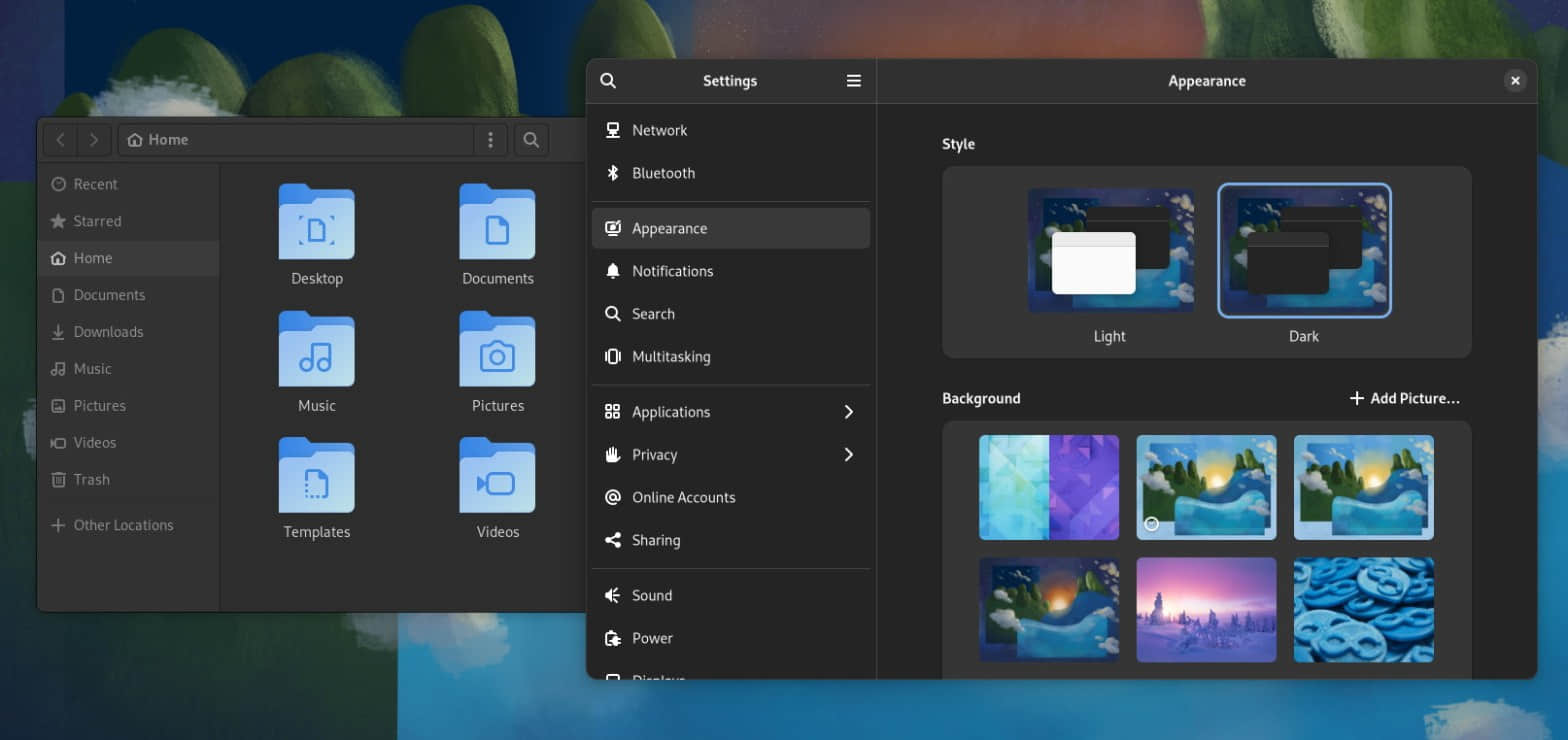 Home
Recent
Starred
Home
Documents
Downloads
Music
Pictures
Videos
Trash
Other Locations
Desktop
Documents
Music
Pictures
Templates
Videos
Settings
Network
Bluetooth
Appearance
Notifications
Search
Multitasking
Applications
Privacy
Online Accounts
Sharing
Sound
Power
Displays
Appearance
Style
Light
Dark
Background
Add Picture...